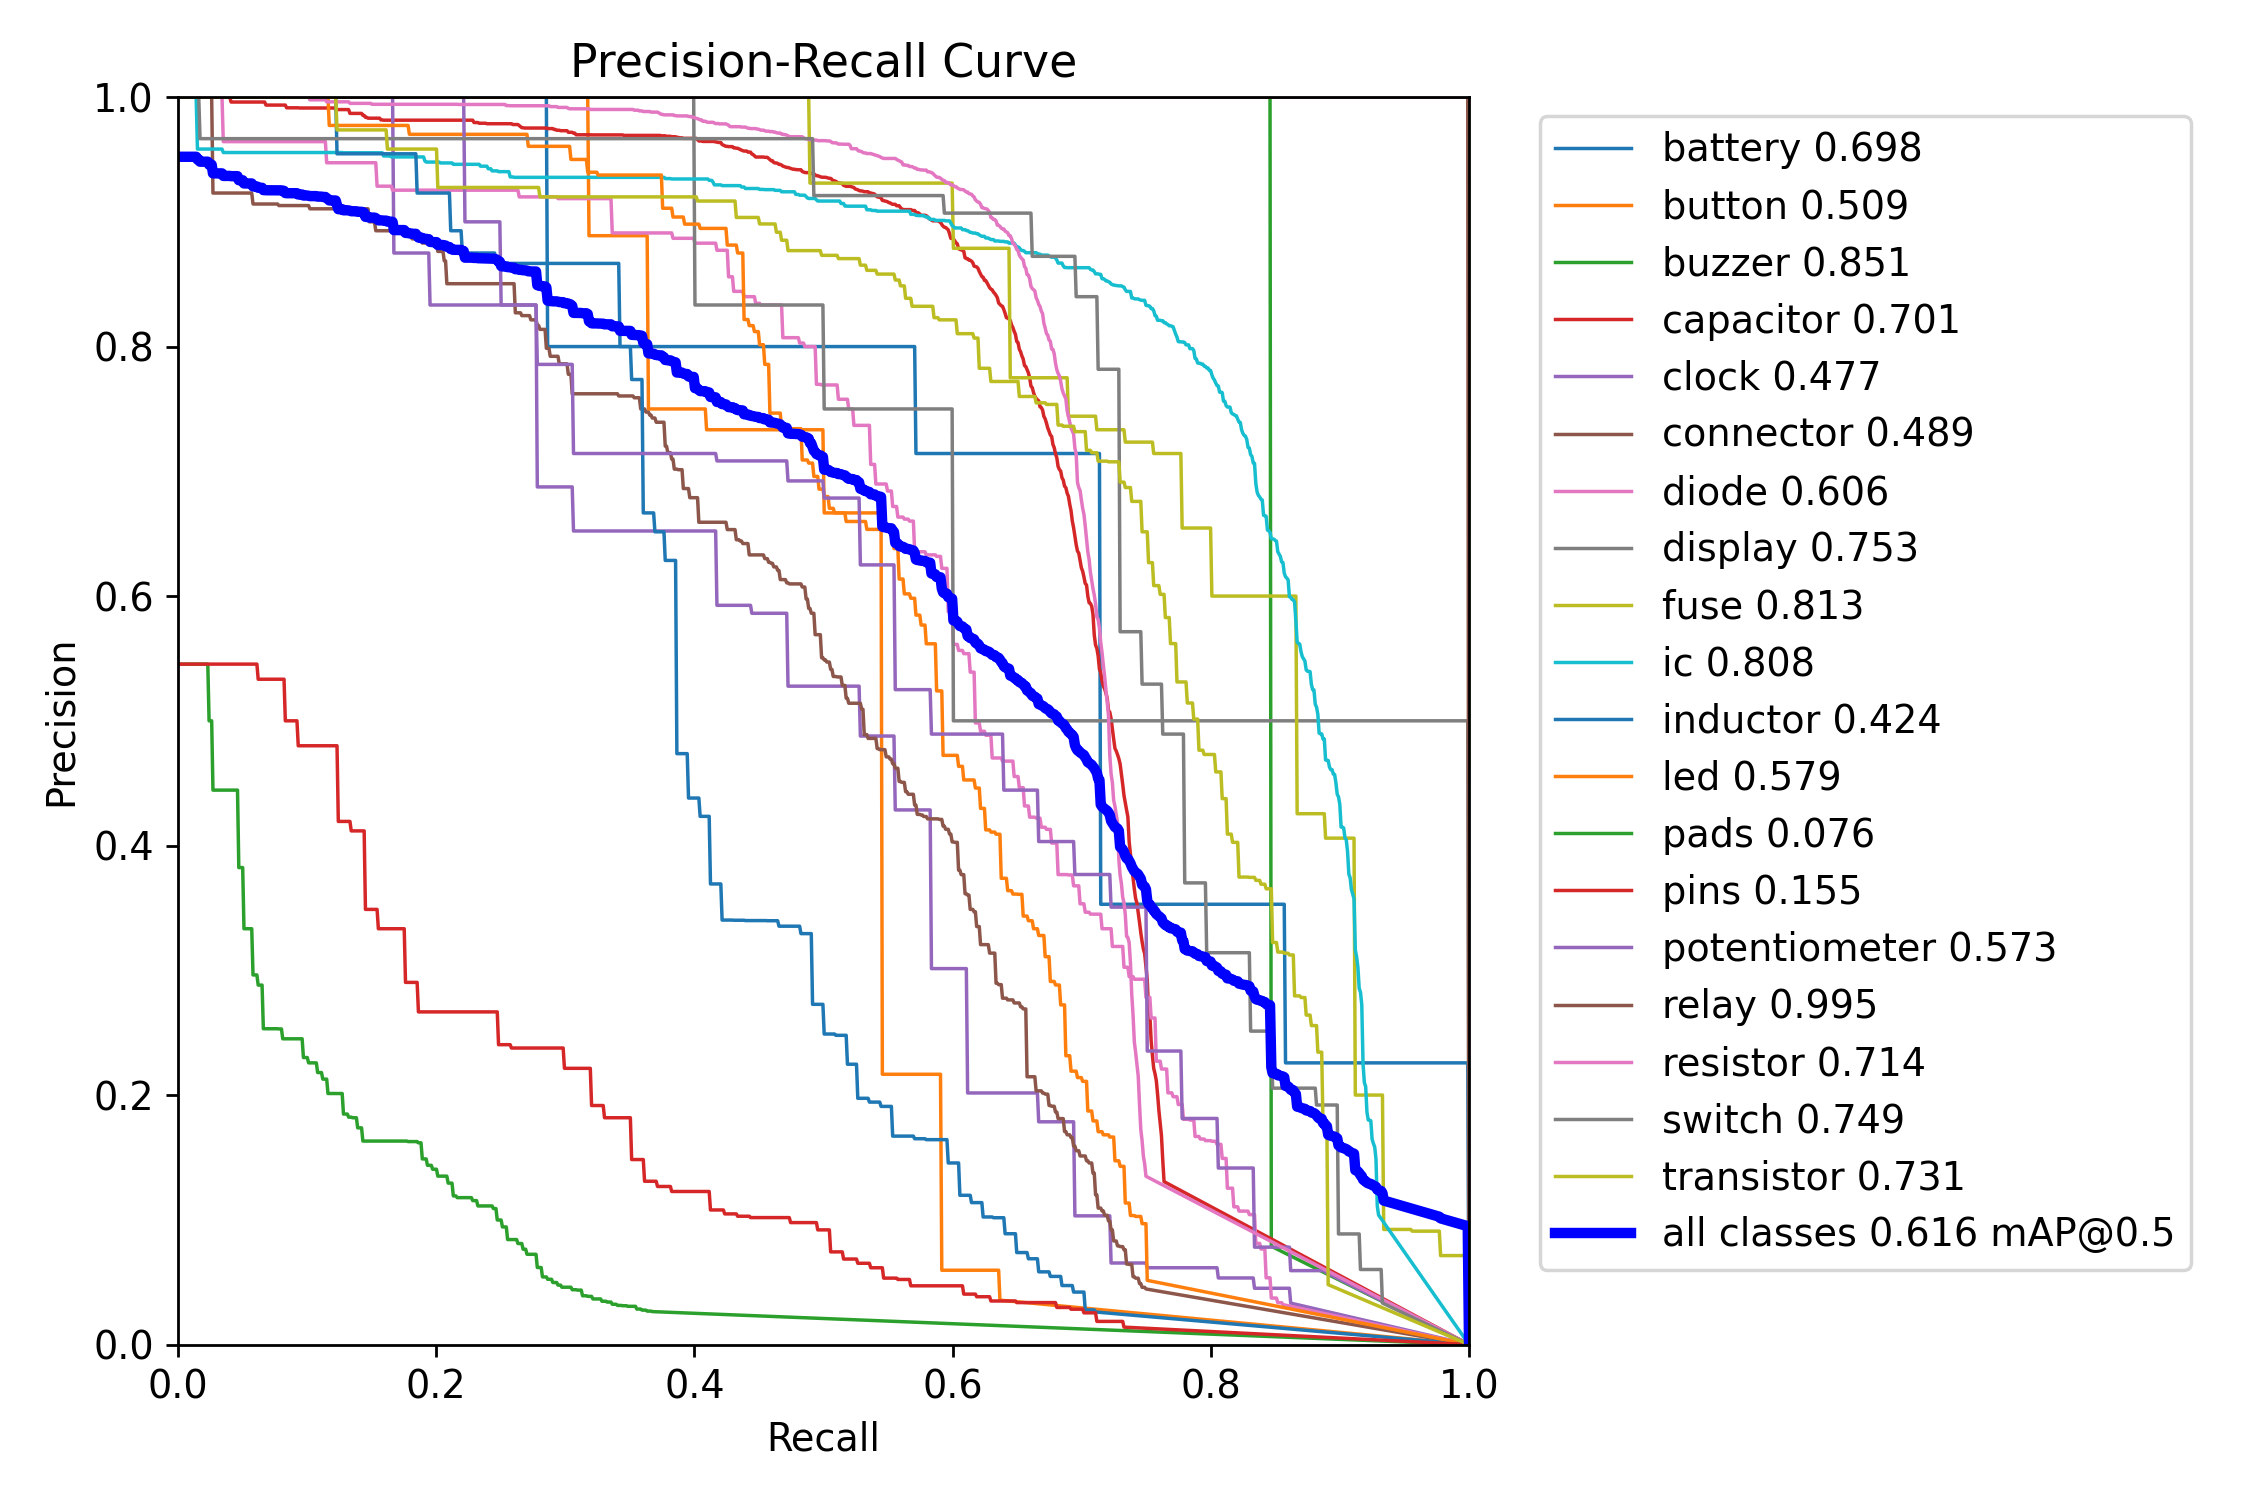 Precision-Recall Curve
1.0
0.8
0.6
0.4
0.2
0.0
Precision
0.0 0.2 0.4 0.6 0.8 1.0
Recall
battery 0.698
button 0.509
buzzer 0.851
capacitor 0.701
clock 0.477
connector 0.489
diode 0.606
display 0.753
fuse 0.813
ic 0.808
inductor 0.424
led 0.579
pads 0.076
pins 0.155
potentiometer 0.573
relay 0.995
resistor 0.714
switch 0.749
transistor 0.731
all classes 0.616 mAP@0.5